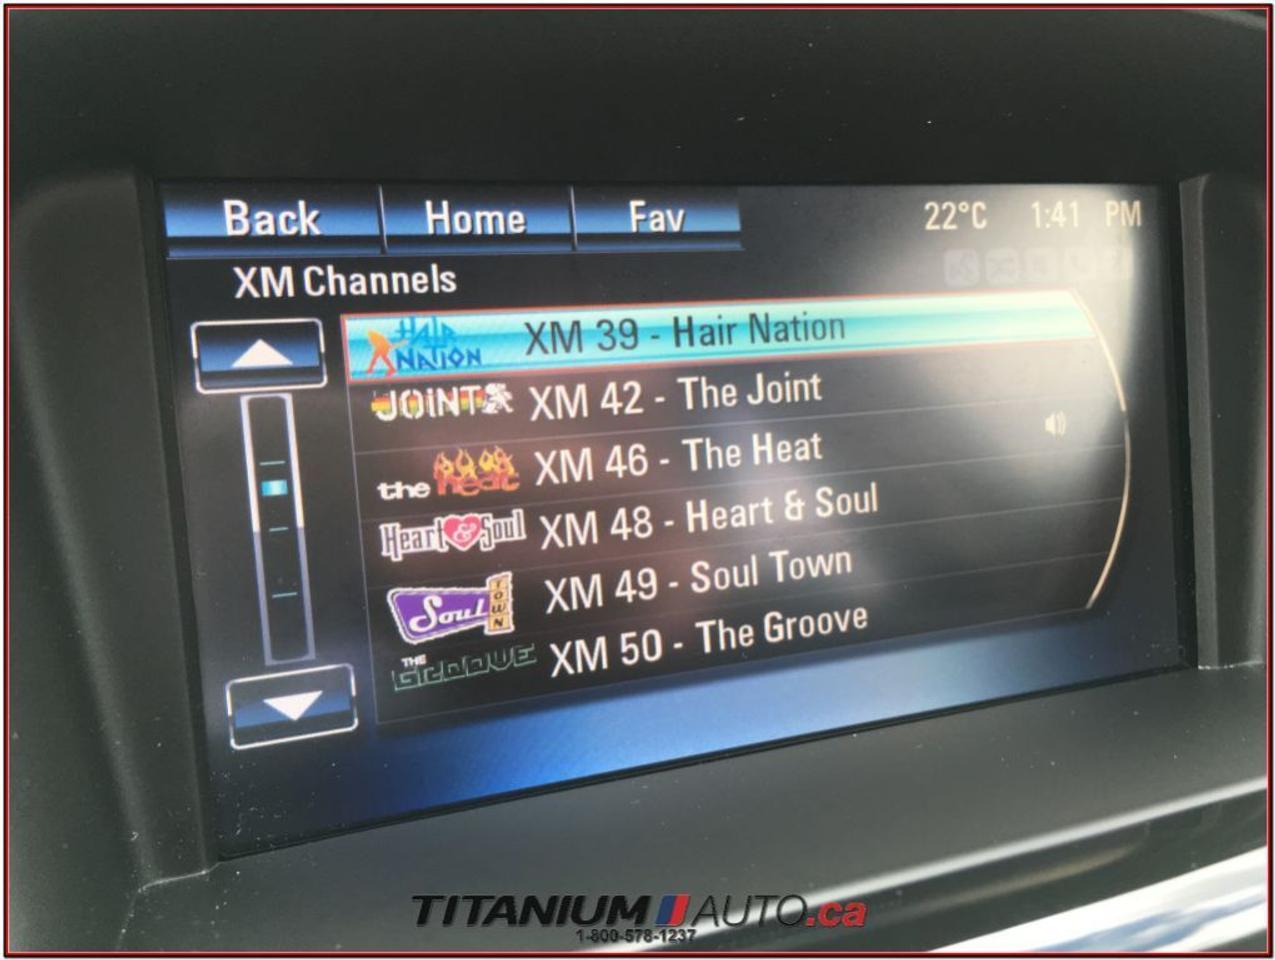 Back Home Fav 22°C 1:41 PM
XM Channels
HAIR NATION XM 39 - Hair Nation
JOINT XM 42 - The Joint
the heat XM 46 - The Heat
Heart & Soul XM 48 - Heart & Soul
Soul TOWN XM 49 - Soul Town
THE GROOVE XM 50 - The Groove
TITANIUM AUTO.ca
1-800-578-1237